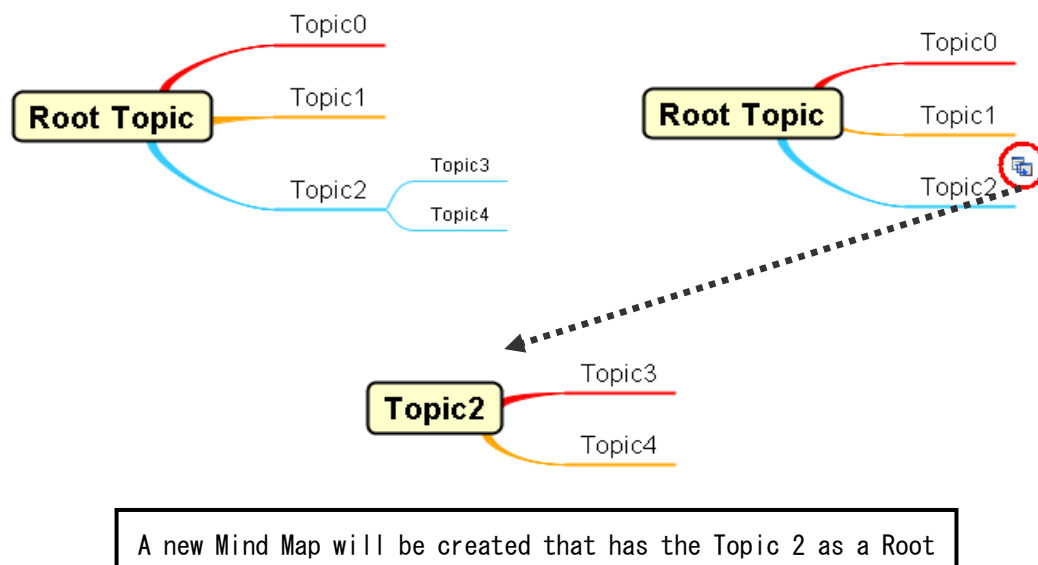 Topic0
Root Topic
Topic1
Topic2
Topic3
Topic4
Topic0
Root Topic
Topic1
Topic2
Topic2
Topic3
Topic4
A new Mind Map will be created that has the Topic 2 as a Root